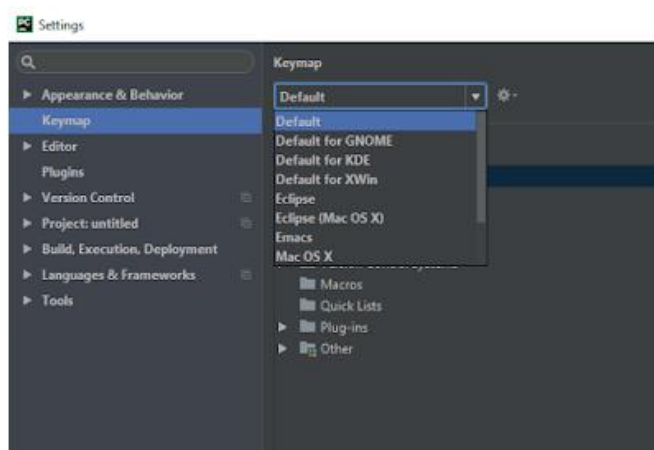 PC
Settings
Keymap
Appearance & Behavior
Keymap
Editor
Plugins
Version Control
Project: untitled
Build, Execution, Deployment
Languages & Frameworks
Tools
Default
Default
Default for GNOME
Default for KDE
Default for XWin
Eclipse
Eclipse (Mac OS X)
Emacs
Mac OS X
Macros
Quick Lists
Plug-ins
Other